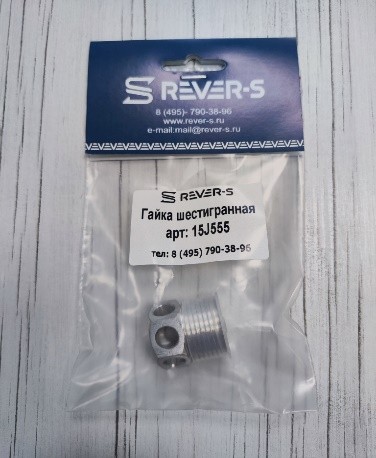 REVER-S
8 (495)- 790-38-96
www.rever-s.ru
e-mail:mail@rever-s.ru
REVER-S
Гайка шестигранная
арт: 15J555
тел: 8 (495) 790-38-96